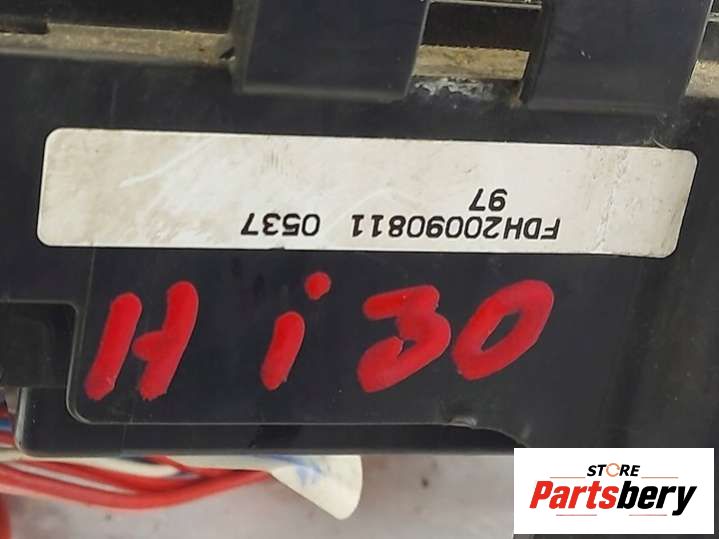 FDH20090811 0537
97
H i30
STORE
Partsbery